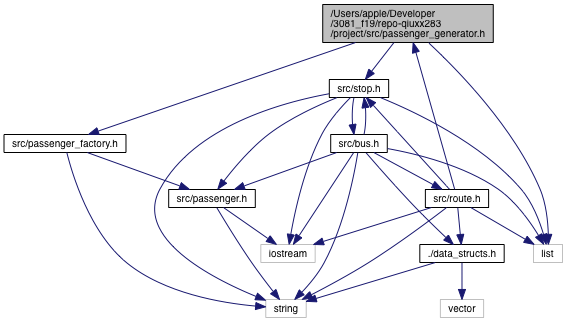 /Users/apple/Developer
/3081_f19/repo-qiuxx283
/project/src/passenger_generator.h
src/stop.h
src/passenger_factory.h
src/bus.h
src/passenger.h
src/route.h
iostream
./data_structs.h
list
string
vector